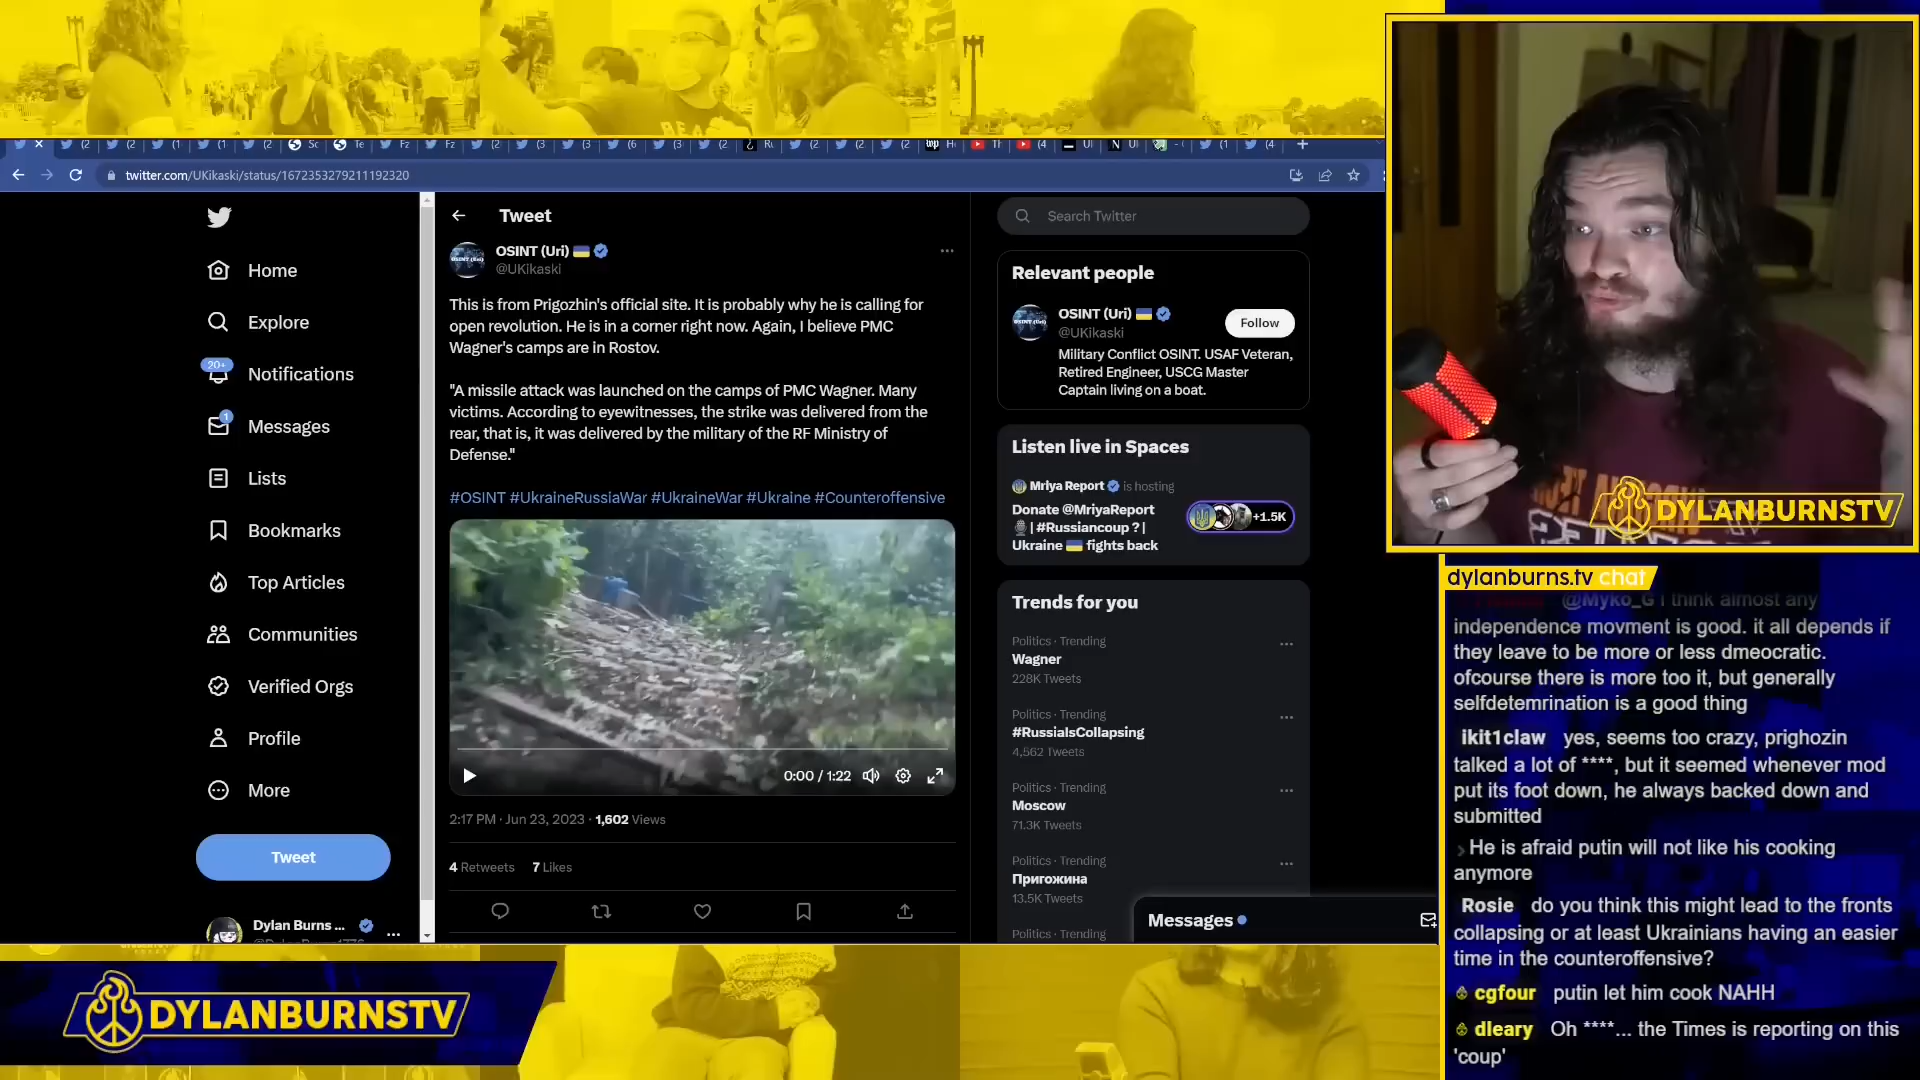 twitter.com/UKikaski/status/1672353279211192320
Home
Explore
20+
Notifications
1
Messages
Lists
Bookmarks
Top Articles
Communities
Verified Orgs
Profile
More
Tweet
Dylan Burns ...
Tweet
OSINT (Uri)
@UKikaski
This is from Prigozhin's official site. It is probably why he is calling for
open revolution. He is in a corner right now. Again, I believe PMC
Wagner's camps are in Rostov.
"A missile attack was launched on the camps of PMC Wagner. Many
victims. According to eyewitnesses, the strike was delivered from the
rear, that is, it was delivered by the military of the RF Ministry of
Defense."
#OSINT #UkraineRussiaWar #UkraineWar #Ukraine #Counteroffensive
0:00 / 1:22
2:17 PM · Jun 23, 2023 · 1,602 Views
4 Retweets 7 Likes
Search Twitter
Relevant people
OSINT (Uri)
@UKikaski
Follow
Military Conflict OSINT. USAF Veteran,
Retired Engineer, USCG Master
Captain living on a boat.
Listen live in Spaces
Mriya Report is hosting
Donate @MriyaReport
| #Russiancoup ? |
Ukraine fights back
+1.5K
Trends for you
Politics · Trending
Wagner
228K Tweets
Politics · Trending
#RussiaIsCollapsing
4,562 Tweets
Politics · Trending
Moscow
71.3K Tweets
Politics · Trending
Пригожина
13.5K Tweets
Politics · Trending
Messages
DYLANBURNSTV
dylanburns.tv chat
@Myko_G i think almost any
independence movment is good. it all depends if
they leave to be more or less dmeocratic.
ofcourse there is more too it, but generally
selfdetemrination is a good thing
ikit1claw yes, seems too crazy, prighozin
talked a lot of ****, but it seemed whenever mod
put its foot down, he always backed down and
submitted
He is afraid putin will not like his cooking
anymore
Rosie do you think this might lead to the fronts
collapsing or at least Ukrainians having an easier
time in the counteroffensive?
cgfour putin let him cook NAHH
dleary Oh ****... the Times is reporting on this
'coup'
DYLANBURNSTV